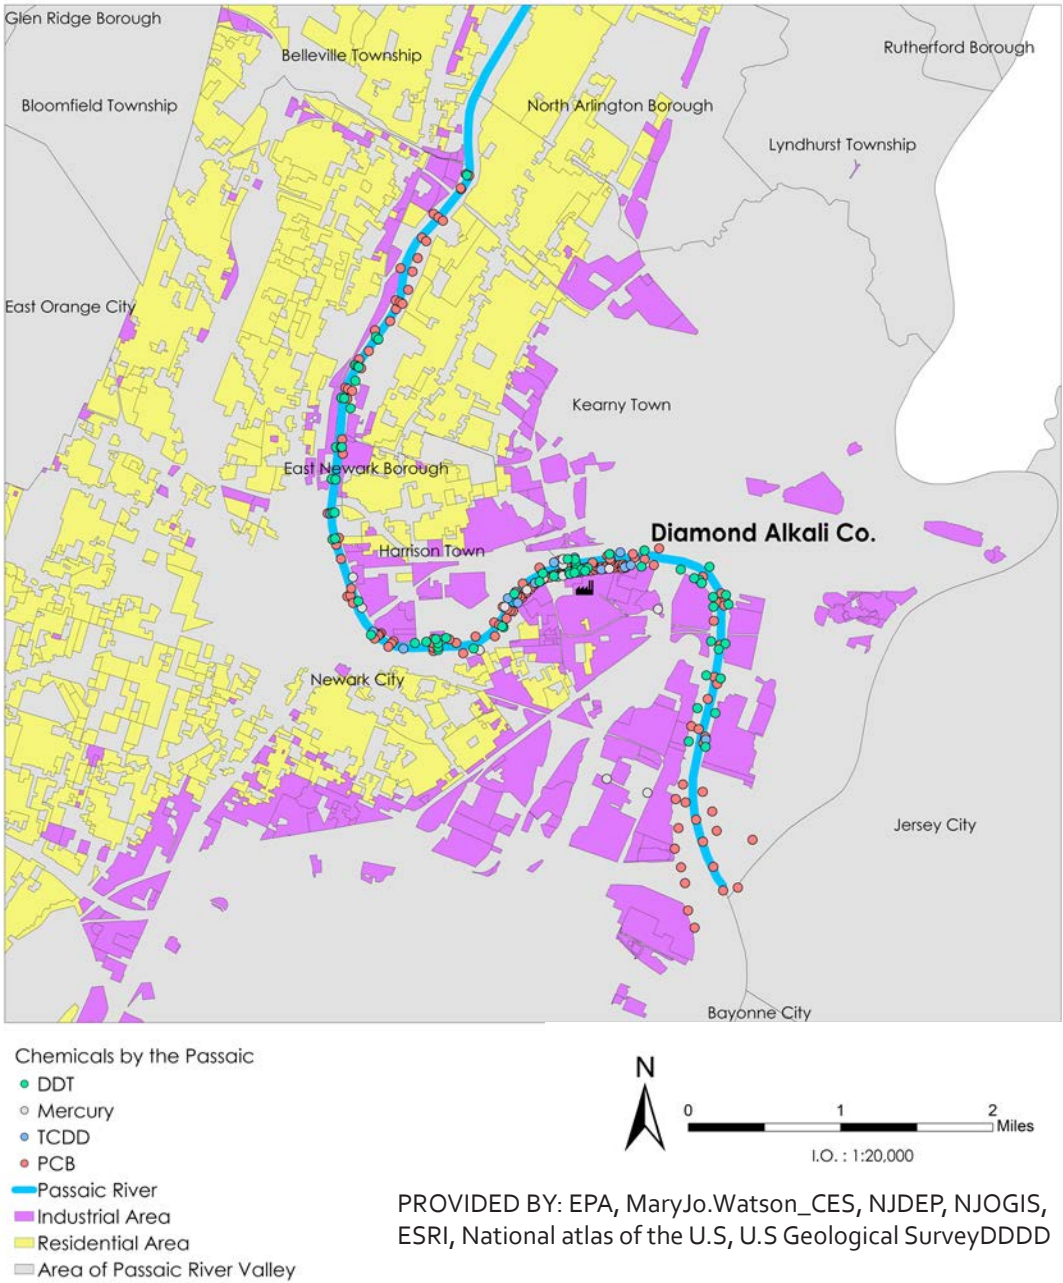 Glen Ridge Borough
Rutherford Borough
Belleville Township
Bloomfield Township
North Arlington Borough
Lyndhurst Township
East Orange City
Kearny Town
East Newark Borough
Diamond Alkali Co.
Harrison Town
Newark City
Jersey City
Bayonne City
Chemicals by the Passaic
DDT
Mercury
TCDD
PCB
Passaic River
Industrial Area
Residential Area
Area of Passaic River Valley
N
0 1 2
Miles
I.O. : 1:20,000
PROVIDED BY: EPA, MaryJo.Watson_CES, NJDEP, NJOGIS,
ESRI, National atlas of the U.S, U.S Geological SurveyDDDD